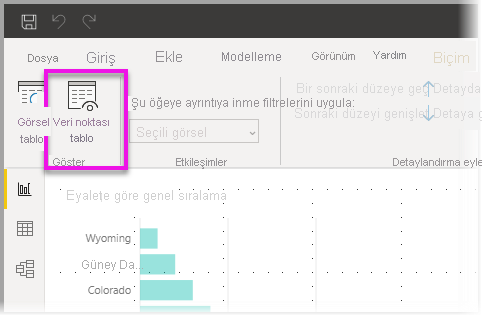 Dosya Giriş Ekle Modelleme Görünüm Yardım Biçim
Görsel tablo
Veri noktası tablo
Göster
Şu öğeye ayrıntıya inme filtrelerini uygula:
Seçili görsel
Etkileşimler
Bir sonraki düzeye geç Detayda
Sonraki düzeyi genişlet Detaya g
Detaylandırma eyle
Eyalete göre genel sıralama
Wyoming
Güney Da...
Colorado